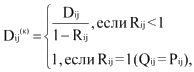 D_ij^(к) = { D_ij / (1 − R_ij), если R_ij < 1
1, если R_ij = 1 (Q_ij = P_ij),